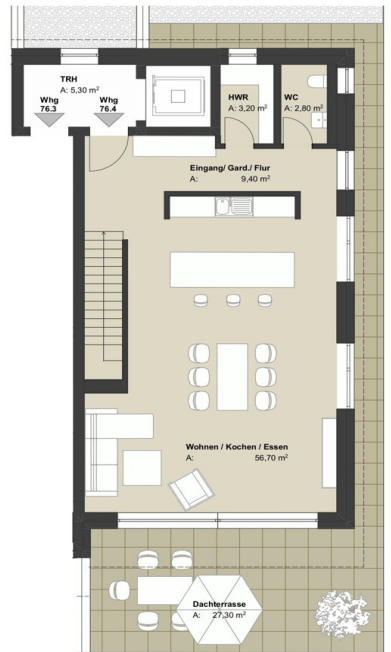 TRH
A: 5,30 m²
Whg
76.3
Whg
76.4
HWR
A: 3,20 m²
WC
A: 2,80 m²
Eingang/ Gard./ Flur
A: 9,40 m²
Wohnen / Kochen / Essen
A: 56,70 m²
Dachterrasse
A: 27,30 m²